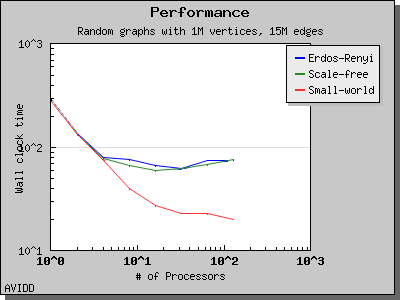 Performance
Random graphs with 1M vertices, 15M edges
Erdos-Renyi
Scale-free
Small-world
Wall clock time
10^3
10^2
10^1
10^0
10^1
10^2
10^3
# of Processors
AVIDD